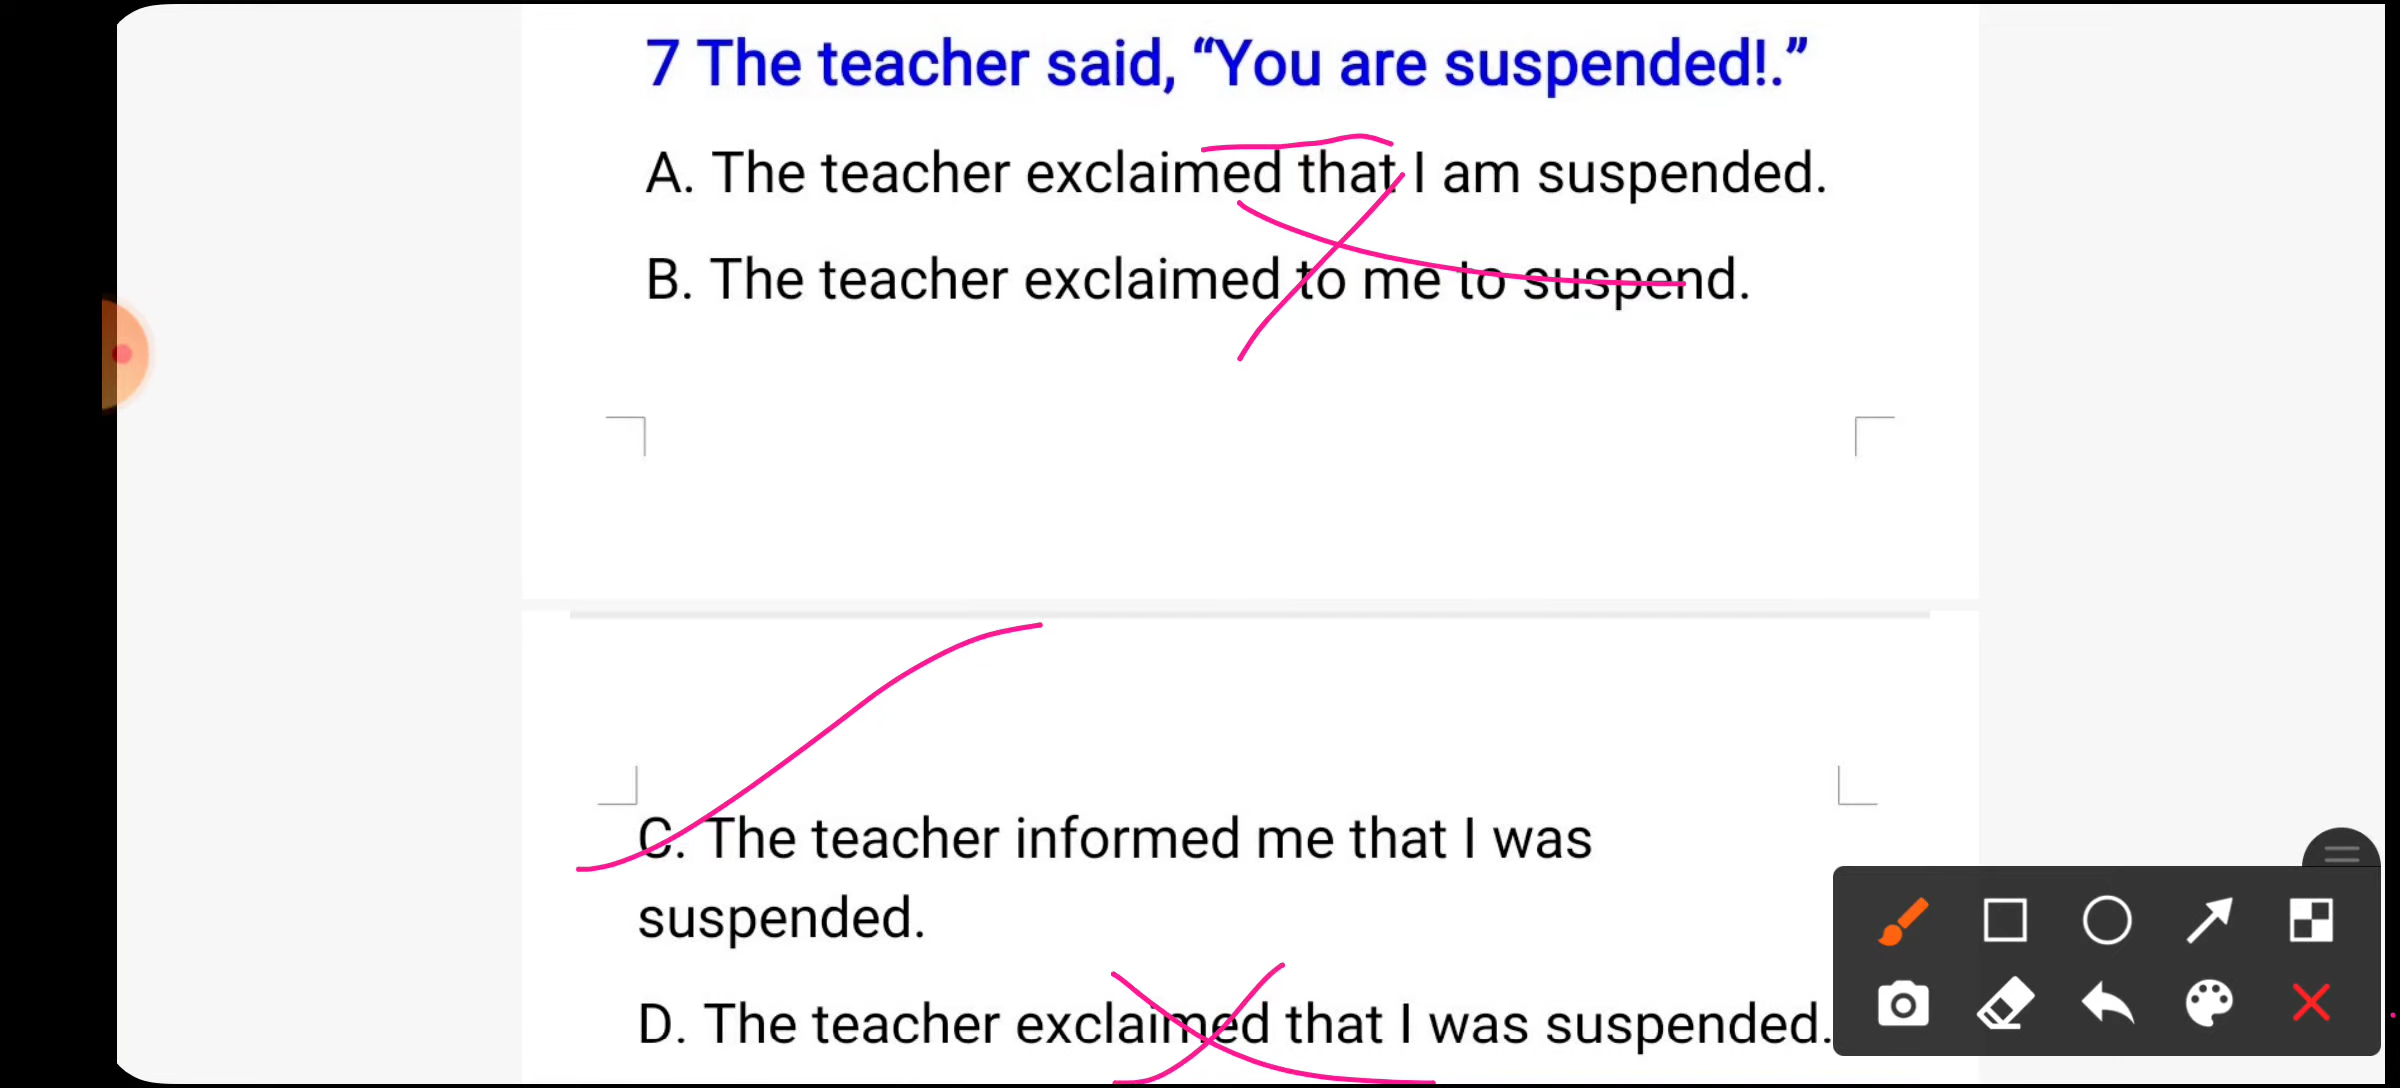 7 The teacher said, “You are suspended!.”
A. The teacher exclaimed that I am suspended.
B. The teacher exclaimed to me to suspend.
C. The teacher informed me that I was
suspended.
D. The teacher exclaimed that I was suspended.